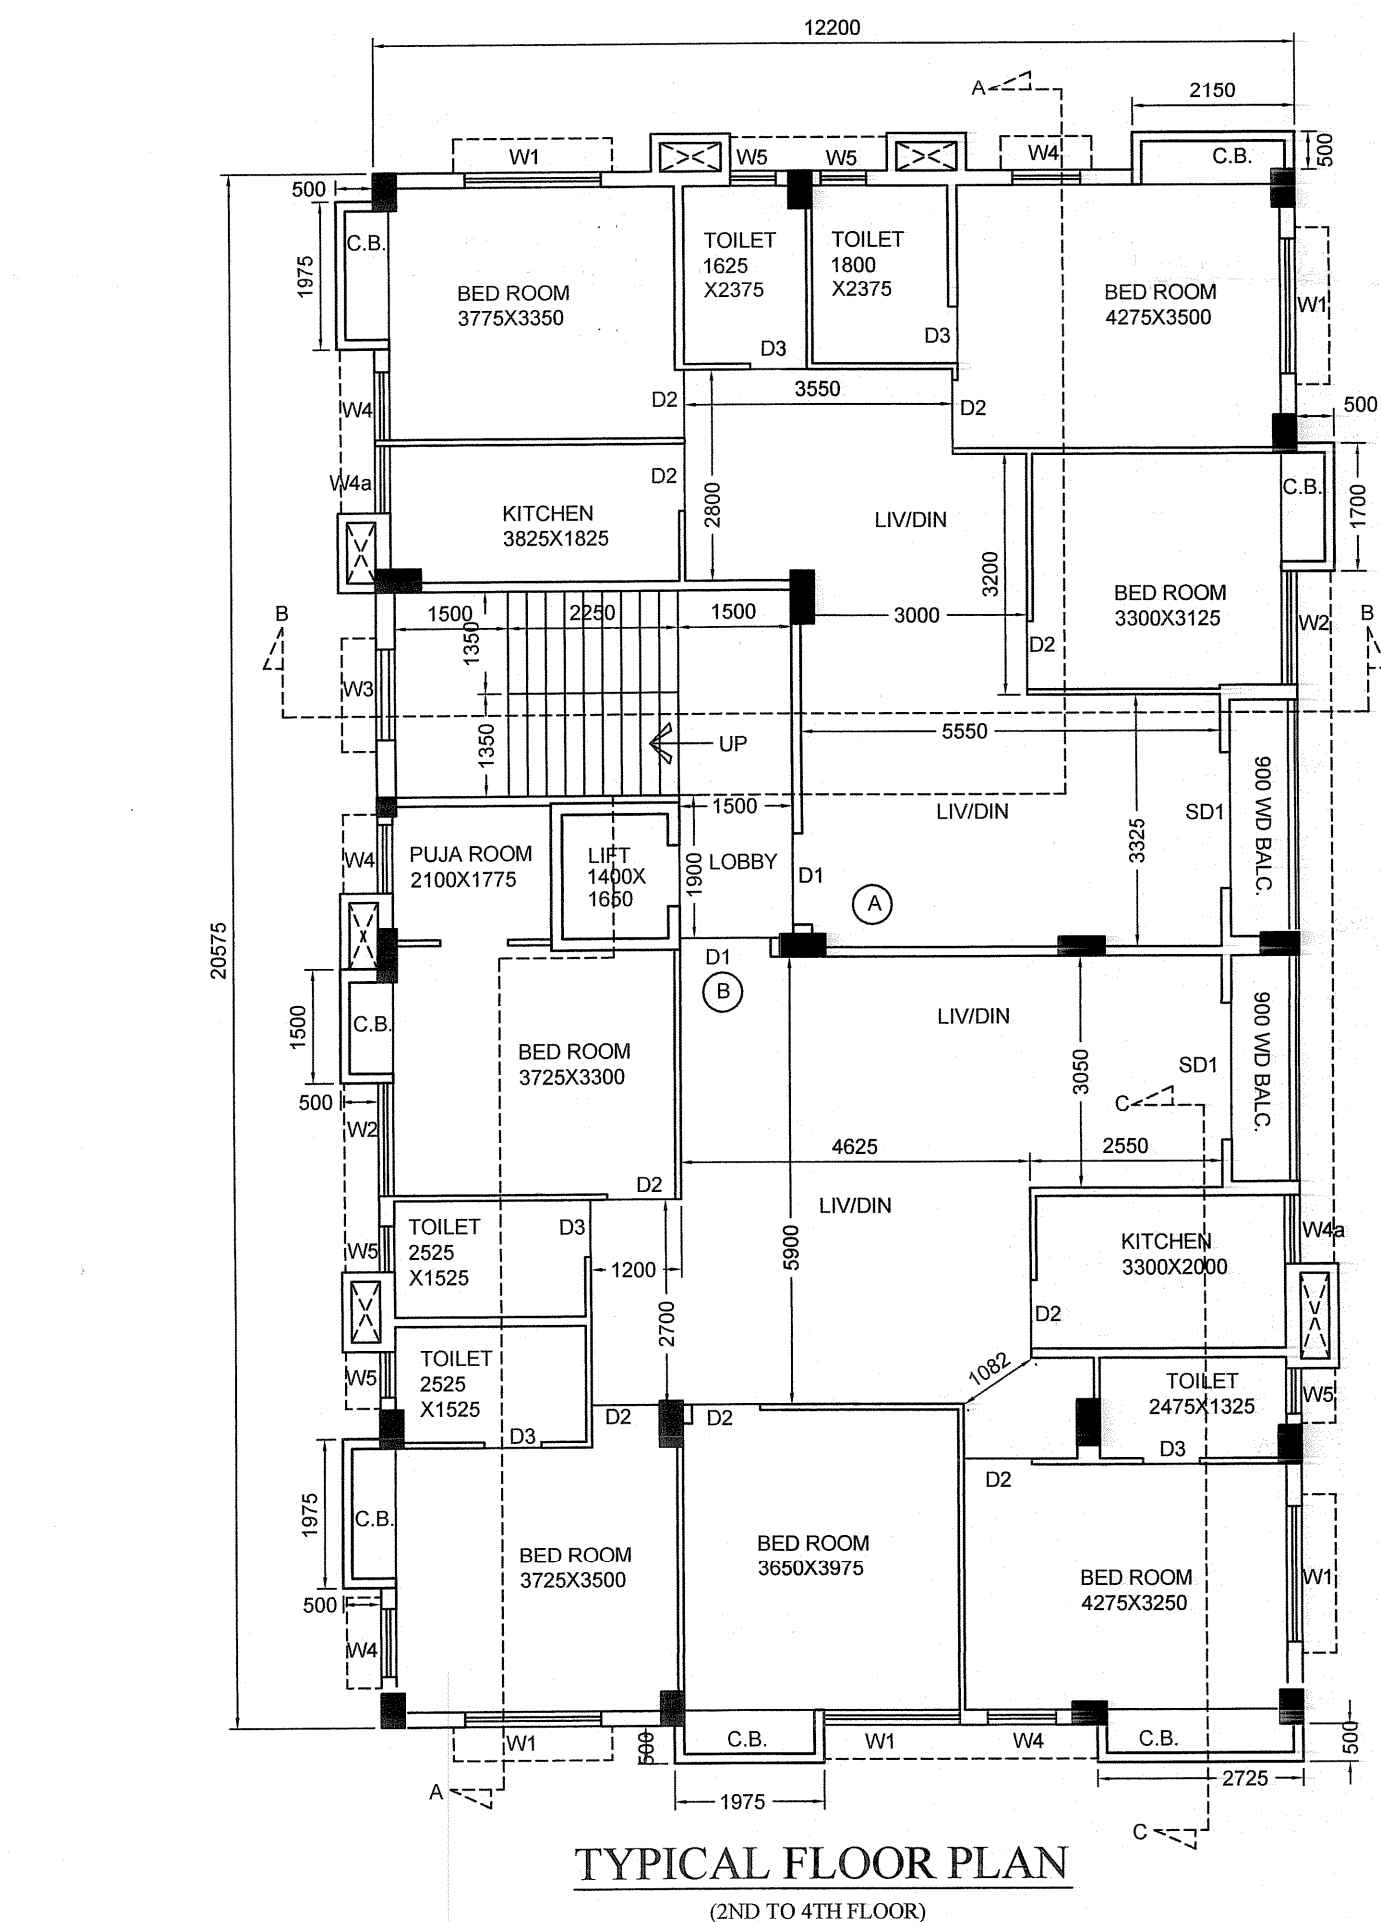 12200
A
2150
W1
W5
W5
W4
C.B.
500
500
C.B.
1975
TOILET
1625
X2375
TOILET
1800
X2375
BED ROOM
3775X3350
BED ROOM
4275X3500
W1
D3
D3
W4
D2
3550
D2
500
W4a
D2
C.B.
1700
KITCHEN
3825X1825
2800
LIV/DIN
3200
BED ROOM
3300X3125
B
1500
2250
1500
3000
W2
B
1350
D2
W3
1350
UP
5550
900 WD BALC.
1500
LIV/DIN
SD1
3325
W4
PUJA ROOM
2100X1775
LIFT
1400X
1650
1900
LOBBY
D1
A
20575
D1
B
LIV/DIN
900 WD BALC.
C.B.
1500
BED ROOM
3725X3300
3050
SD1
C
500
W2
4625
2550
D2
LIV/DIN
TOILET
2525
X1525
D3
W5
1200
5900
KITCHEN
3300X2000
W4a
D2
2700
TOILET
2525
X1525
W5
1082
TOILET
2475X1325
W5
D3
D2
D2
D3
D2
1975
C.B.
BED ROOM
3725X3500
BED ROOM
3650X3975
BED ROOM
4275X3250
W1
500
W4
W1
500
C.B.
W1
W4
C.B.
500
A
1975
2725
C
TYPICAL FLOOR PLAN
(2ND TO 4TH FLOOR)